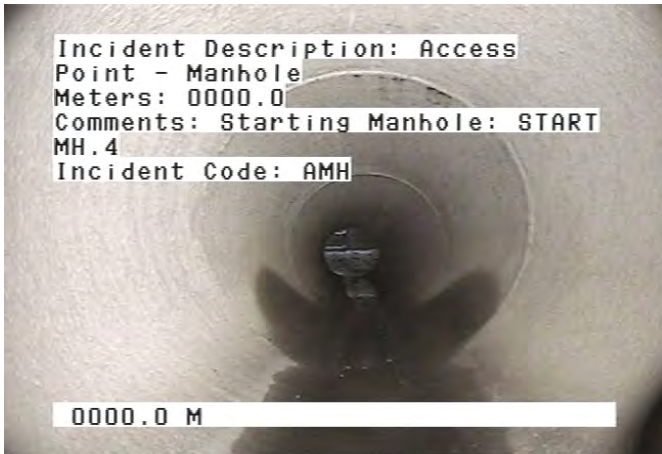 Incident Description: Access
Point - Manhole
Meters: 0000.0
Comments: Starting Manhole: START
MH.4
Incident Code: AMH
0000.0 M